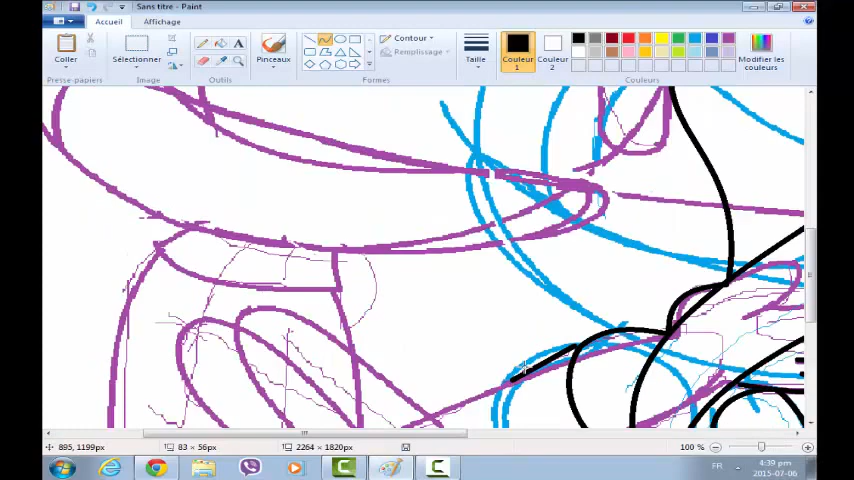 Sans titre - Paint
Accueil Affichage
Coller
Sélectionner
A
Pinceaux
Contour
Remplissage
Taille
Couleur 1
Couleur 2
Modifier les couleurs
Presse-papiers Image Outils Formes Couleurs
895, 1199px 83 × 56px 2264 × 1820px 100 %
FR 4:39 pm
2015-07-06